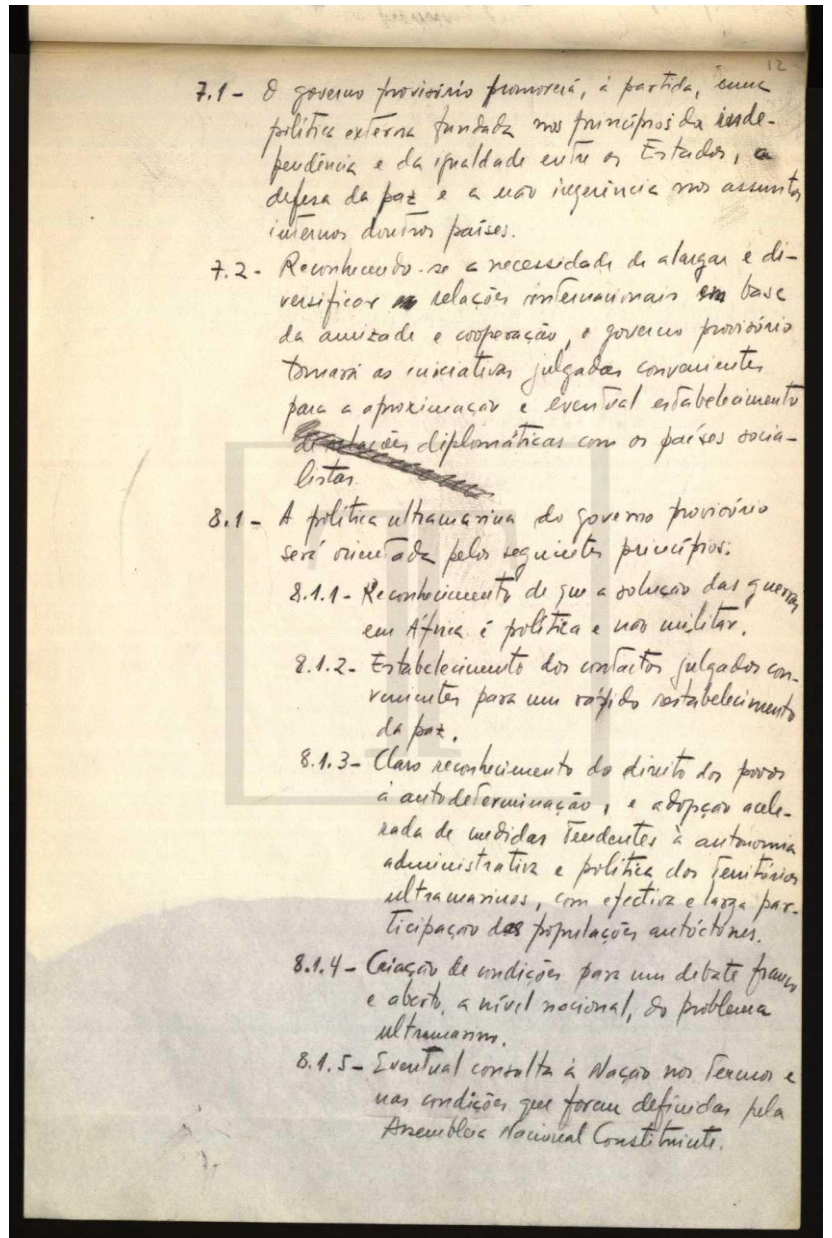 12
7.1 - O governo provisório promoverá, à partida, uma
política externa fundada nos princípios da inde-
pendência e da igualdade entre os Estados, a
defesa da paz e a não ingerência nos assuntos
internos doutros países.
7.2 - Reconhecendo-se a necessidade de alargar e di-
versificar as relações internacionais em base
da amizade e cooperação, o governo provisório
tomará as iniciativas julgadas convenientes
para a aproximação e eventual estabelecimento
de relações diplomáticas com os países socia-
listas.
8.1 - A política ultramarina do governo provisório
será orientada pelos seguintes princípios:
8.1.1 - Reconhecimento de que a solução das guerras
em África é política e não militar.
8.1.2 - Estabelecimento dos contactos julgados con-
venientes para um rápido restabelecimento
da paz.
8.1.3 - Claro reconhecimento do direito dos povos
à autodeterminação, e adopção acele-
rada de medidas tendentes à autonomia
administrativa e política dos territórios
ultramarinos, com efectiva e larga par-
ticipação das populações autóctones.
8.1.4 - Criação de condições para um debate franco
e aberto, a nível nacional, do problema
ultramarino.
8.1.5 - Eventual consulta à Nação nos termos e
nas condições que forem definidas pela
Assembleia Nacional Constituinte.